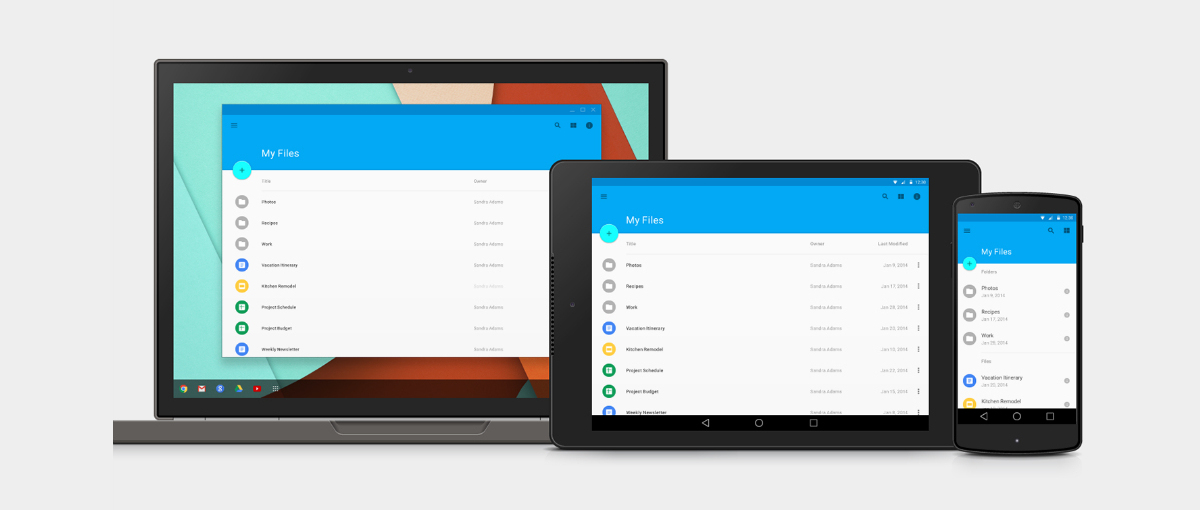 My Files
Title Owner
Photos Sandra Adams
Recipes Sandra Adams
Work Sandra Adams
Vacation Itinerary Sandra Adams
Kitchen Remodel Sandra Adams
Project Schedule Sandra Adams
Project Budget Sandra Adams
Weekly Newsletter Sandra Adams
12:30
My Files
Title Owner Last Modified
Photos Sandra Adams Jan 9, 2014
Recipes Sandra Adams Jan 17, 2014
Work Sandra Adams Jan 28, 2014
Vacation Itinerary Sandra Adams Jan 23, 2014
Kitchen Remodel Sandra Adams Jan 13, 2014
Project Schedule Sandra Adams Jan 22, 2014
Project Budget Sandra Adams Jan 15, 2014
Weekly Newsletter Sandra Adams Jan 8, 2014
12:30
My Files
Folders
Photos
Jan 9, 2014
Recipes
Jan 17, 2014
Work
Jan 28, 2014
Files
Vacation Itinerary
Jan 23, 2014
Kitchen Remodel